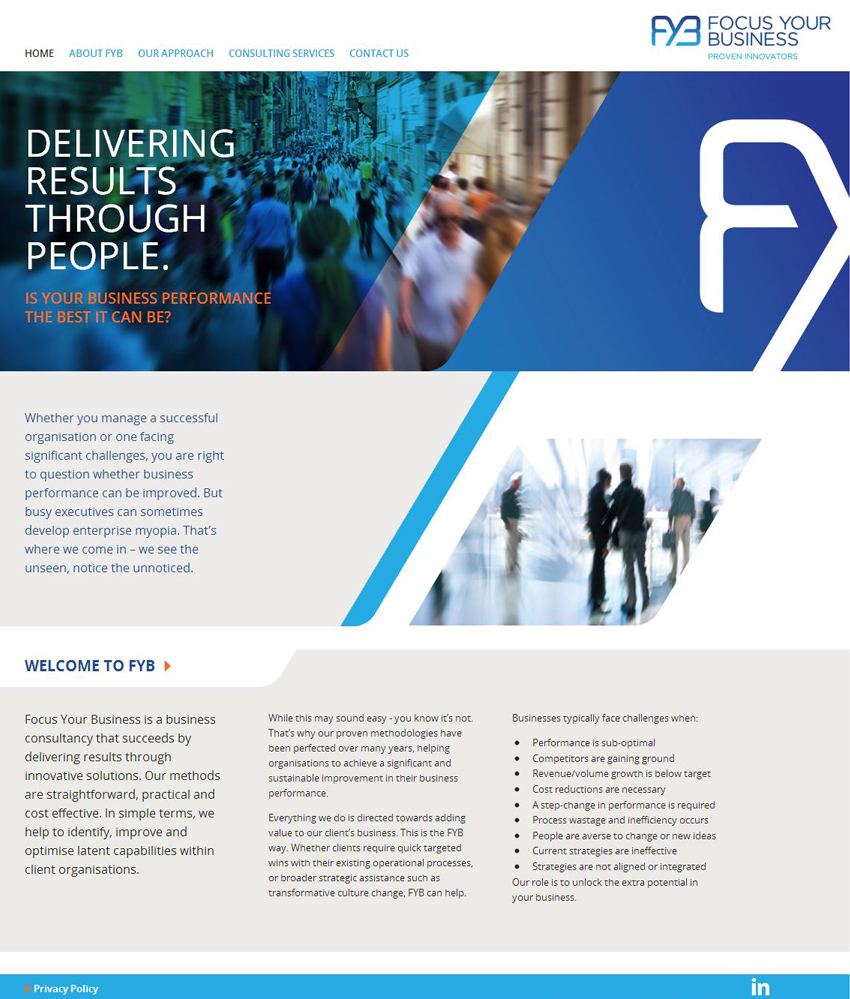 FYB FOCUS YOUR
BUSINESS
PROVEN INNOVATORS
HOME ABOUT FYB OUR APPROACH CONSULTING SERVICES CONTACT US
DELIVERING
RESULTS
THROUGH
PEOPLE.
IS YOUR BUSINESS PERFORMANCE
THE BEST IT CAN BE?
FY
Whether you manage a successful
organisation or one facing
significant challenges, you are right
to question whether business
performance can be improved. But
busy executives can sometimes
develop enterprise myopia. That's
where we come in – we see the
unseen, notice the unnoticed.
WELCOME TO FYB
Focus Your Business is a business
consultancy that succeeds by
delivering results through
innovative solutions. Our methods
are straightforward, practical and
cost effective. In simple terms, we
help to identify, improve and
optimise latent capabilities within
client organisations.
While this may sound easy - you know it's not.
That's why our proven methodologies have
been perfected over many years, helping
organisations to achieve a significant and
sustainable improvement in their business
performance.
Everything we do is directed towards adding
value to our client's business. This is the FYB
way. Whether clients require quick targeted
wins with their existing operational processes,
or broader strategic assistance such as
transformative culture change, FYB can help.
Businesses typically face challenges when:
Performance is sub-optimal
Competitors are gaining ground
Revenue/volume growth is below target
Cost reductions are necessary
A step-change in performance is required
Process wastage and inefficiency occurs
People are averse to change or new ideas
Current strategies are ineffective
Strategies are not aligned or integrated
Our role is to unlock the extra potential in
your business.
Privacy Policy
in